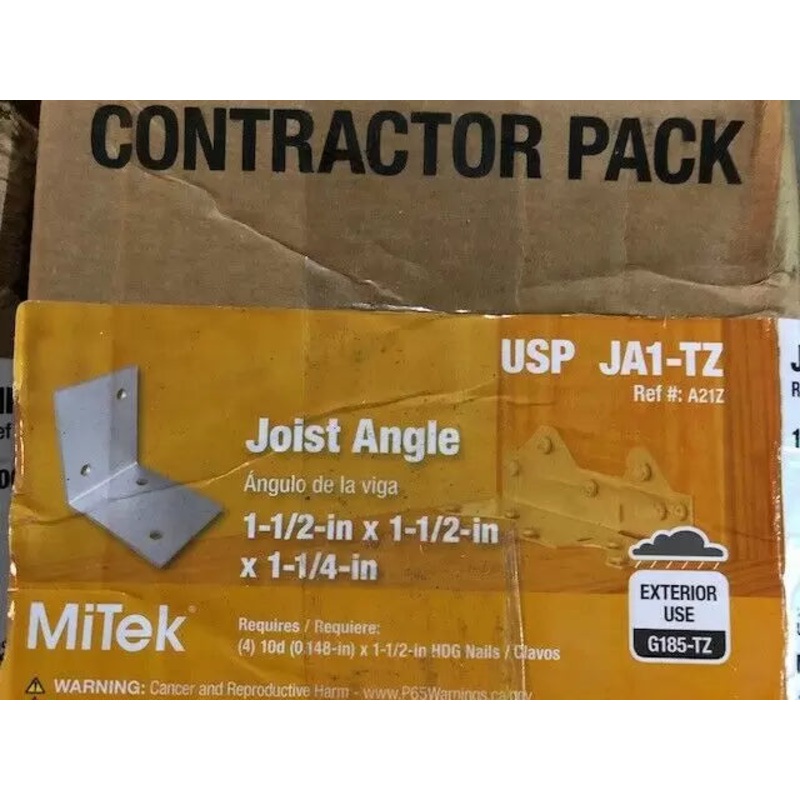 CONTRACTOR PACK
USP JA1-TZ
Ref #: A21Z
Joist Angle
Ángulo de la viga
1-1/2-in x 1-1/2-in
x 1-1/4-in
EXTERIOR
USE
G185-TZ
MiTek®
Requires / Requiere:
(4) 10d (0.148-in) x 1-1/2-in HDG Nails / Clavos
WARNING: Cancer and Reproductive Harm - www.P65Warnings.ca.gov